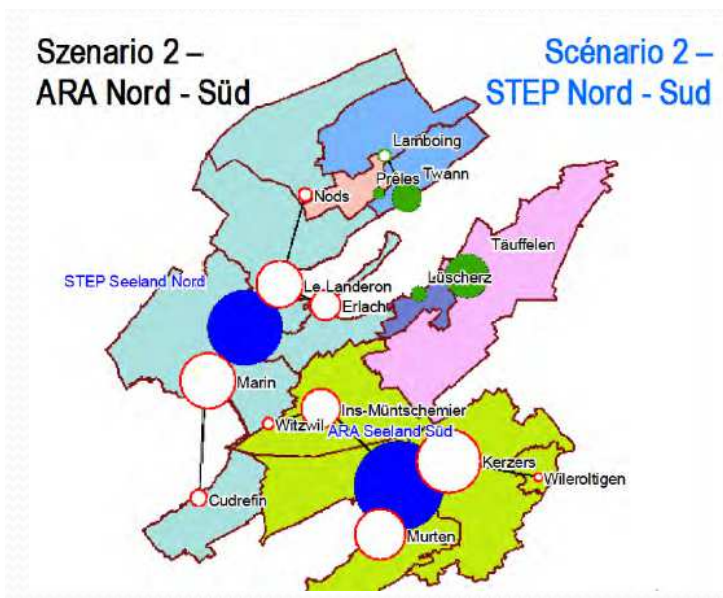 Szenario 2 –
ARA Nord - Süd
Scénario 2 –
STEP Nord - Sud
Lamboing
Prêles
Twann
Nods
Täuffelen
STEP Seeland Nord
Le.Landeron
Lüscherz
Erlach
Marin
Ins-Müntschemier
Witzwil
ARA Seeland Süd
Kerzers
Wileroltigen
Cudrefin
Murten